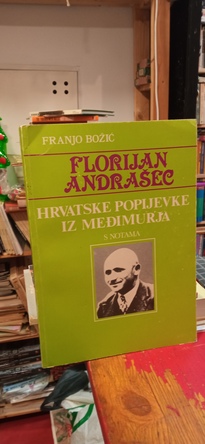 FRANJO BOŽIĆ
FLORIJAN
ANDRAŠEC
HRVATSKE POPIJEVKE
IZ MEĐIMURJA
S NOTAMA